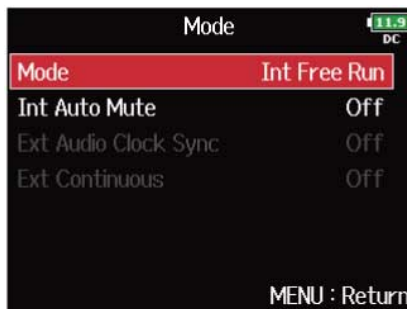 Mode
11.9
DC
Mode Int Free Run
Int Auto Mute Off
Ext Audio Clock Sync Off
Ext Continuous Off
MENU : Return